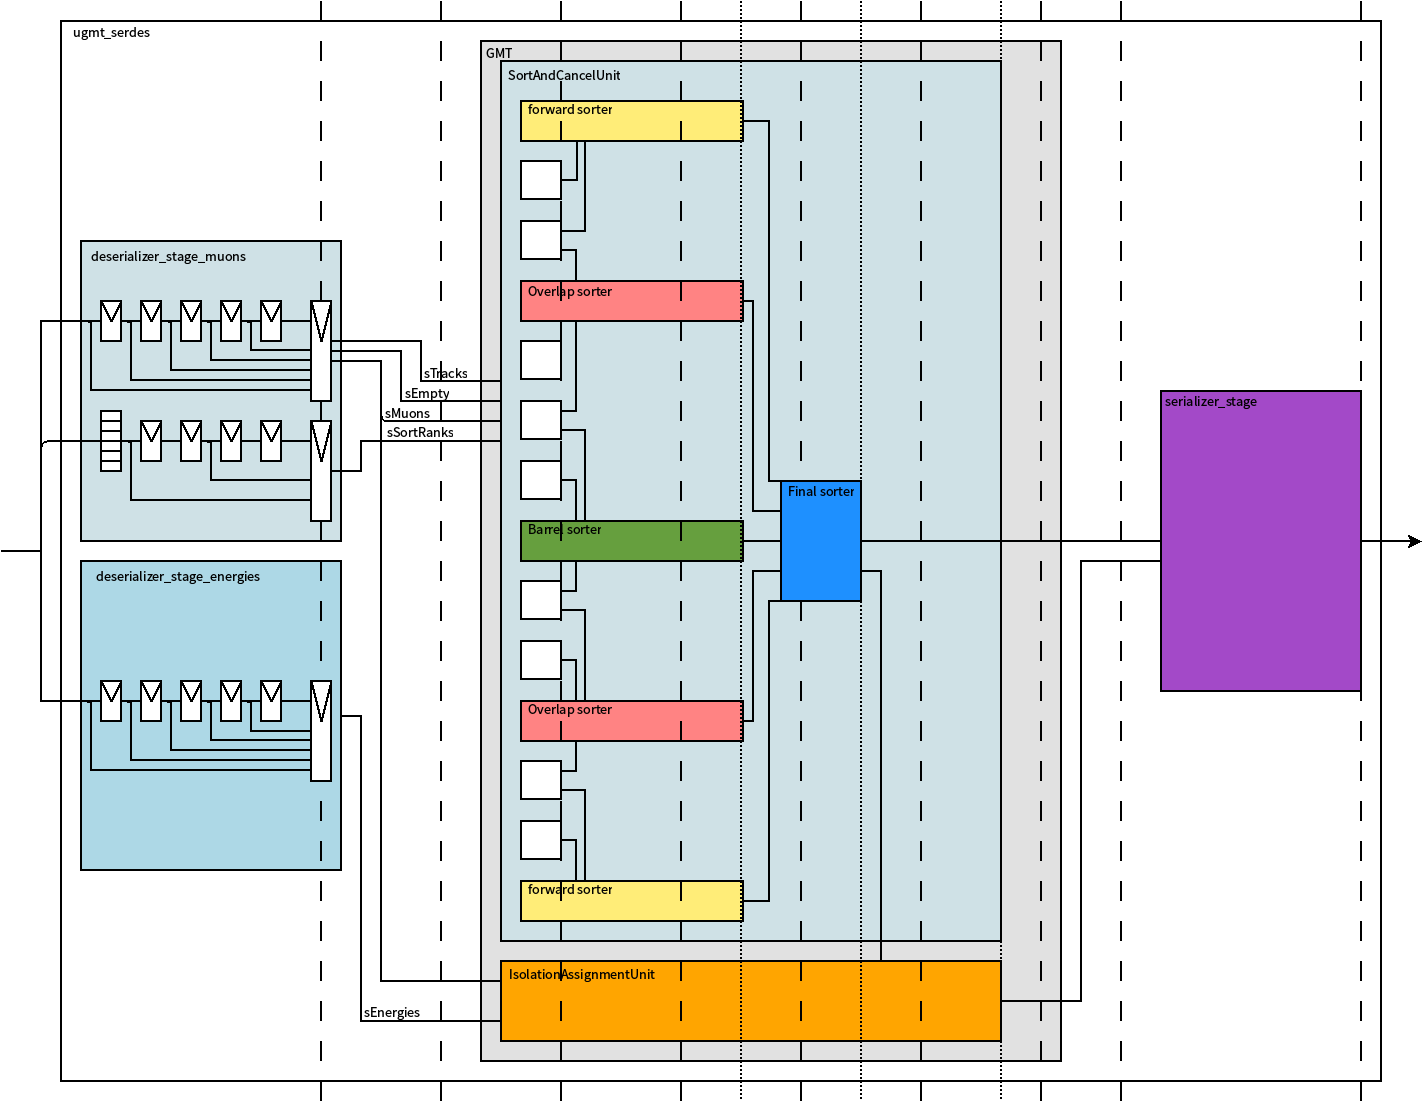 ugmt_serdes
GMT
SortAndCancelUnit
forward sorter
deserializer_stage_muons
Overlap sorter
sTracks
sEmpty
sMuons
sSortRanks
serializer_stage
Final sorter
Barrel sorter
deserializer_stage_energies
Overlap sorter
forward sorter
IsolationAssignmentUnit
sEnergies